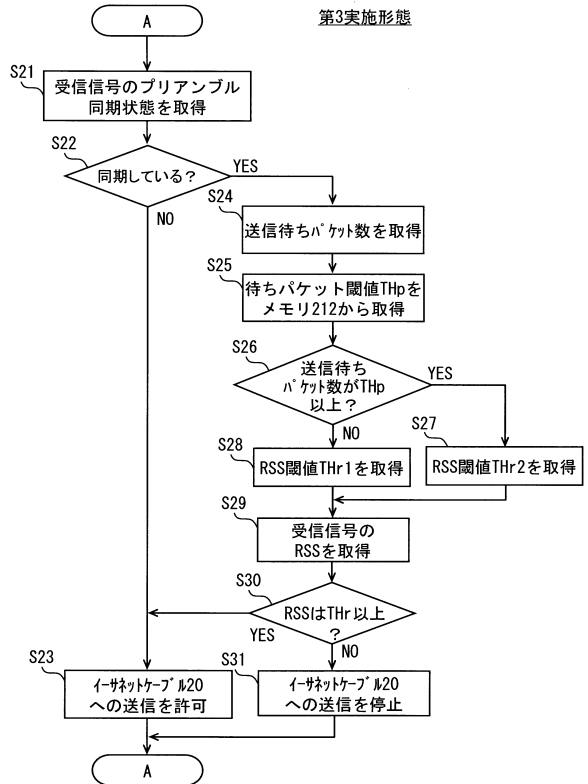 第3実施形態
A
S21
受信信号のプリアンブル
同期状態を取得
S22
同期している?
YES
NO
S24
送信待ちﾊﾟｹｯﾄ数を取得
S25
待ちパケット閾値THpを
メモリ212から取得
S26
送信待ち
ﾊﾟｹｯﾄ数がTHp
以上?
YES
NO
S27
RSS閾値THr2を取得
S28
RSS閾値THr1を取得
S29
受信信号の
RSSを取得
S30
RSSはTHr以上
?
YES
NO
S23
ｲｰｻﾈｯﾄｹｰﾌﾞﾙ20
への送信を許可
S31
ｲｰｻﾈｯﾄｹｰﾌﾞﾙ20
への送信を停止
A